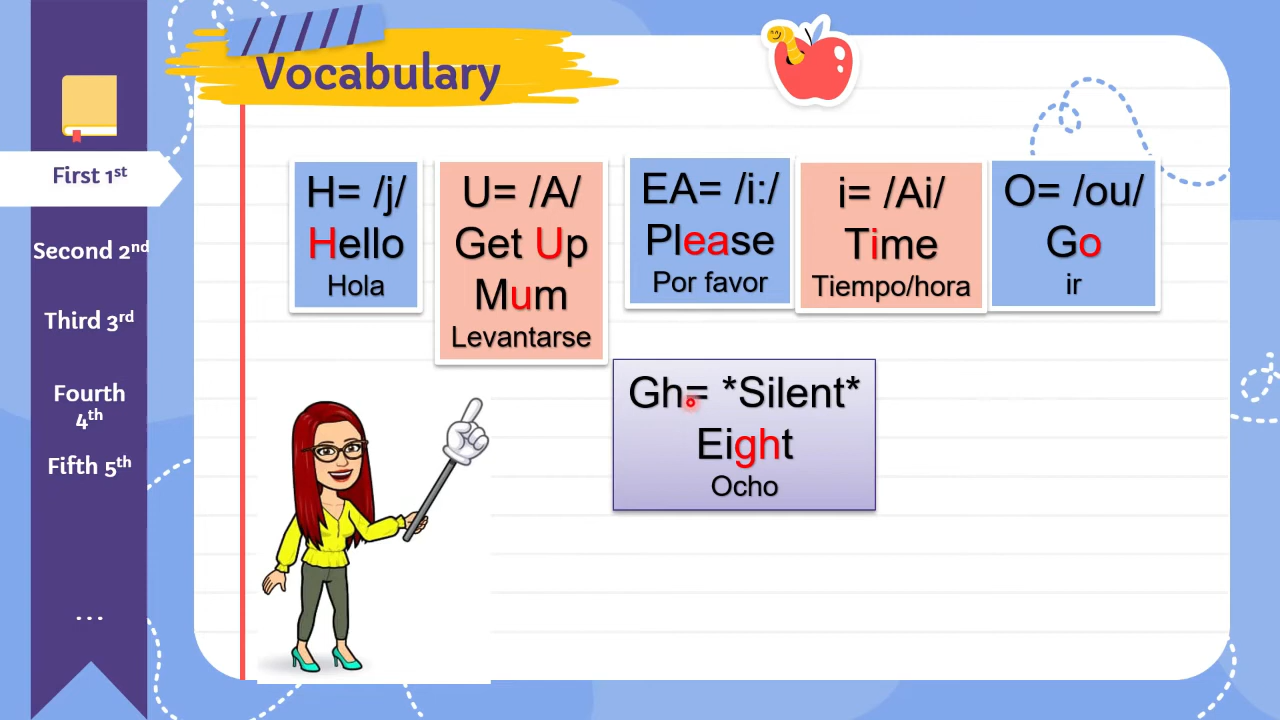 Vocabulary
First 1st
Second 2nd
Third 3rd
Fourth
4th
Fifth 5th
...
H= /j/
Hello
Hola
U= /A/
Get Up
Mum
Levantarse
EA= /i:/
Please
Por favor
i= /Ai/
Time
Tiempo/hora
O= /ou/
Go
ir
Gh= *Silent*
Eight
Ocho